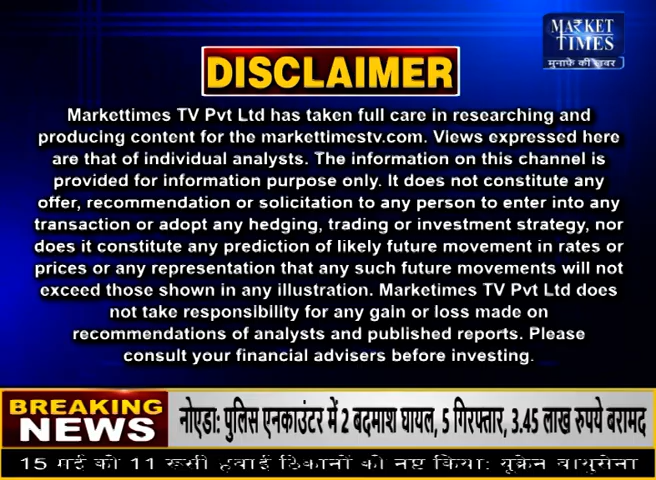 MARKET
TIMES
मुनाफे की खबर
DISCLAIMER
Markettimes TV Pvt Ltd has taken full care in researching and
producing content for the markettimestv.com. Views expressed here
are that of individual analysts. The information on this channel is
provided for information purpose only. It does not constitute any
offer, recommendation or solicitation to any person to enter into any
transaction or adopt any hedging, trading or investment strategy, nor
does it constitute any prediction of likely future movement in rates or
prices or any representation that any such future movements will not
exceed those shown in any illustration. Marketimes TV Pvt Ltd does
not take responsibility for any gain or loss made on
recommendations of analysts and published reports. Please
consult your financial advisers before investing.
BREAKING
NEWS
नोएडा: पुलिस एनकाउंटर में 2 बदमाश घायल, 5 गिरफ्तार, 3.45 लाख रुपये बरामद
15 मई को 11 रूसी हवाई ठिकानों को नष्ट किया: यूक्रेन वायुसेना